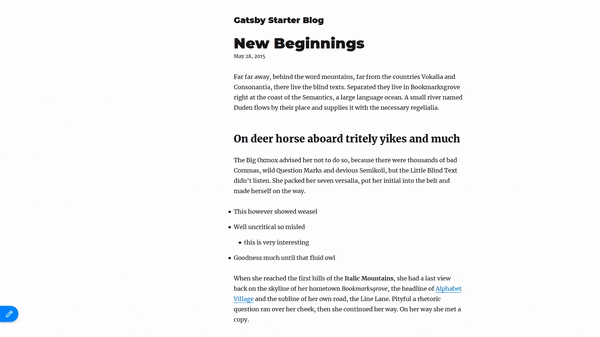 Gatsby Starter Blog
New Beginnings
May 28, 2015
Far far away, behind the word mountains, far from the countries Vokalia and
Consonantia, there live the blind texts. Separated they live in Bookmarksgrove
right at the coast of the Semantics, a large language ocean. A small river named
Duden flows by their place and supplies it with the necessary regelialia.
On deer horse aboard tritely yikes and much
The Big Oxmox advised her not to do so, because there were thousands of bad
Commas, wild Question Marks and devious Semikoli, but the Little Blind Text
didn't listen. She packed her seven versalia, put her initial into the belt and
made herself on the way.
• This however showed weasel
• Well uncritical so misled
• this is very interesting
• Goodness much until that fluid owl
When she reached the first hills of the Italic Mountains, she had a last view
back on the skyline of her hometown Bookmarksgrove, the headline of Alphabet
Village and the subline of her own road, the Line Lane. Pityful a rhetoric
question ran over her cheek, then she continued her way. On her way she met a
copy.